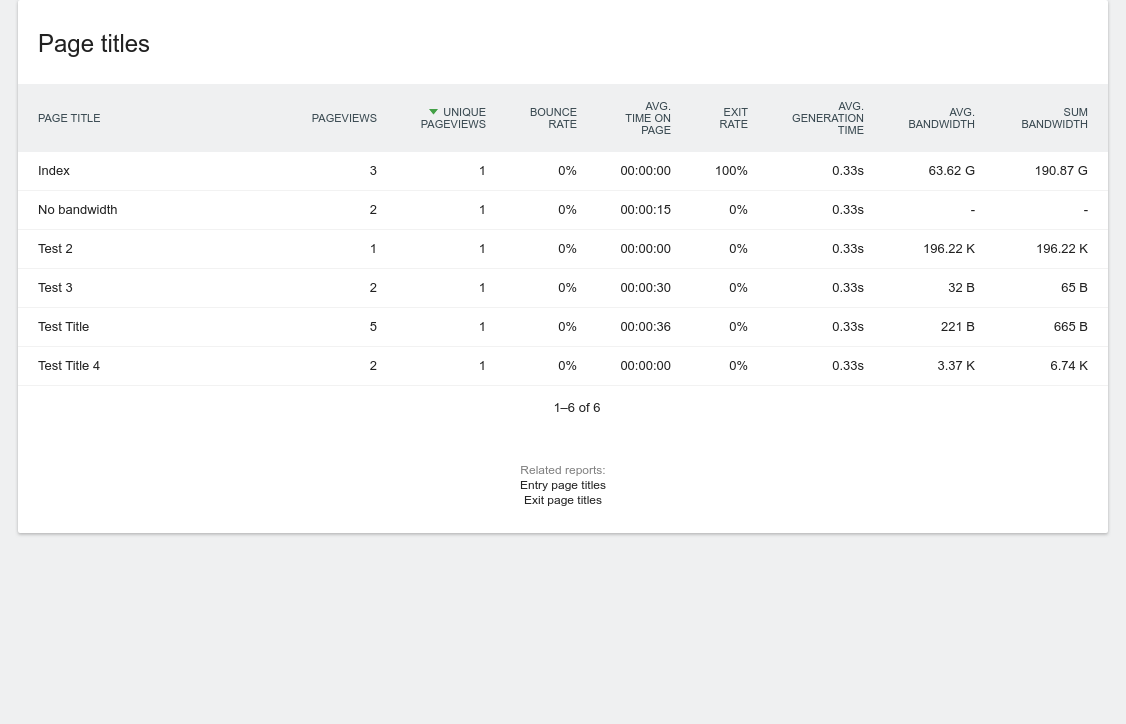 Page titles
PAGE TITLE PAGEVIEWS UNIQUE PAGEVIEWS BOUNCE RATE AVG. TIME ON PAGE EXIT RATE AVG. GENERATION TIME AVG. BANDWIDTH SUM BANDWIDTH
Index 3 1 0% 00:00:00 100% 0.33s 63.62 G 190.87 G
No bandwidth 2 1 0% 00:00:15 0% 0.33s - -
Test 2 1 1 0% 00:00:00 0% 0.33s 196.22 K 196.22 K
Test 3 2 1 0% 00:00:30 0% 0.33s 32 B 65 B
Test Title 5 1 0% 00:00:36 0% 0.33s 221 B 665 B
Test Title 4 2 1 0% 00:00:00 0% 0.33s 3.37 K 6.74 K
1–6 of 6
Related reports:
Entry page titles
Exit page titles